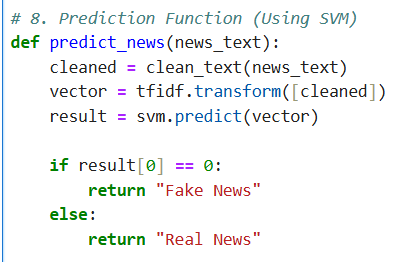 # 8. Prediction Function (Using SVM)
def predict_news(news_text):
    cleaned = clean_text(news_text)
    vector = tfidf.transform([cleaned])
    result = svm.predict(vector)

    if result[0] == 0:
        return "Fake News"
    else:
        return "Real News"